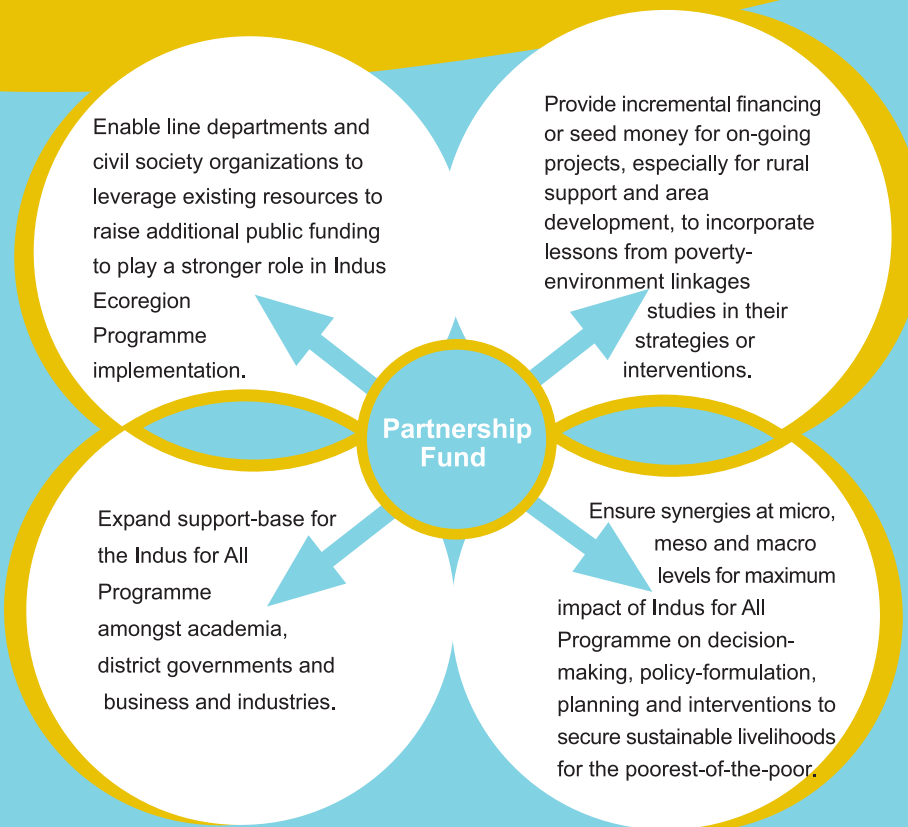 Enable line departments and
civil society organizations to
leverage existing resources to
raise additional public funding
to play a stronger role in Indus
Ecoregion
Programme
implementation.
Provide incremental financing
or seed money for on-going
projects, especially for rural
support and area
development, to incorporate
lessons from poverty-
environment linkages
studies in their
strategies or
interventions.
Partnership
Fund
Expand support-base for
the Indus for All
Programme
amongst academia,
district governments and
business and industries.
Ensure synergies at micro,
meso and macro
levels for maximum
impact of Indus for All
Programme on decision-
making, policy-formulation,
planning and interventions to
secure sustainable livelihoods
for the poorest-of-the-poor.